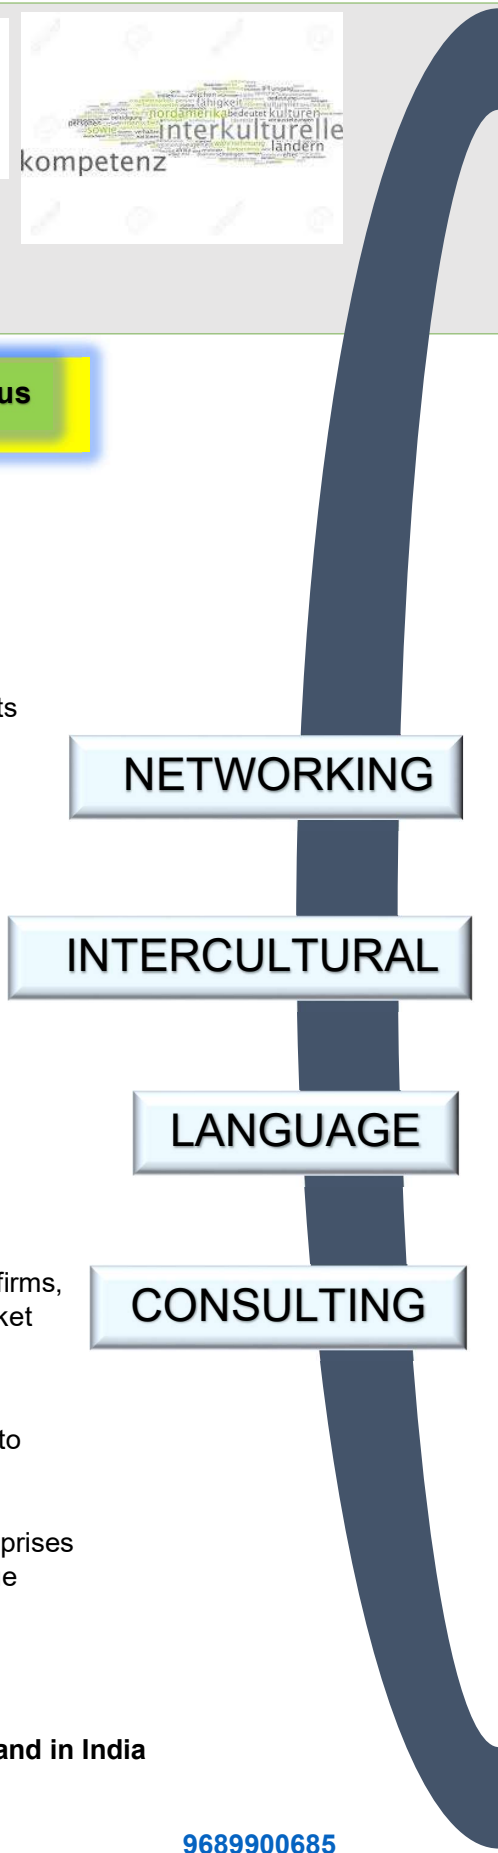 fähigkeit
nordamerika bedeutet kulturen
sowie interkulturelle
ländern
kompetenz
us
ts
NETWORKING
INTERCULTURAL
LANGUAGE
firms,
ket
CONSULTING
to
prises
e
and in India
9689900685